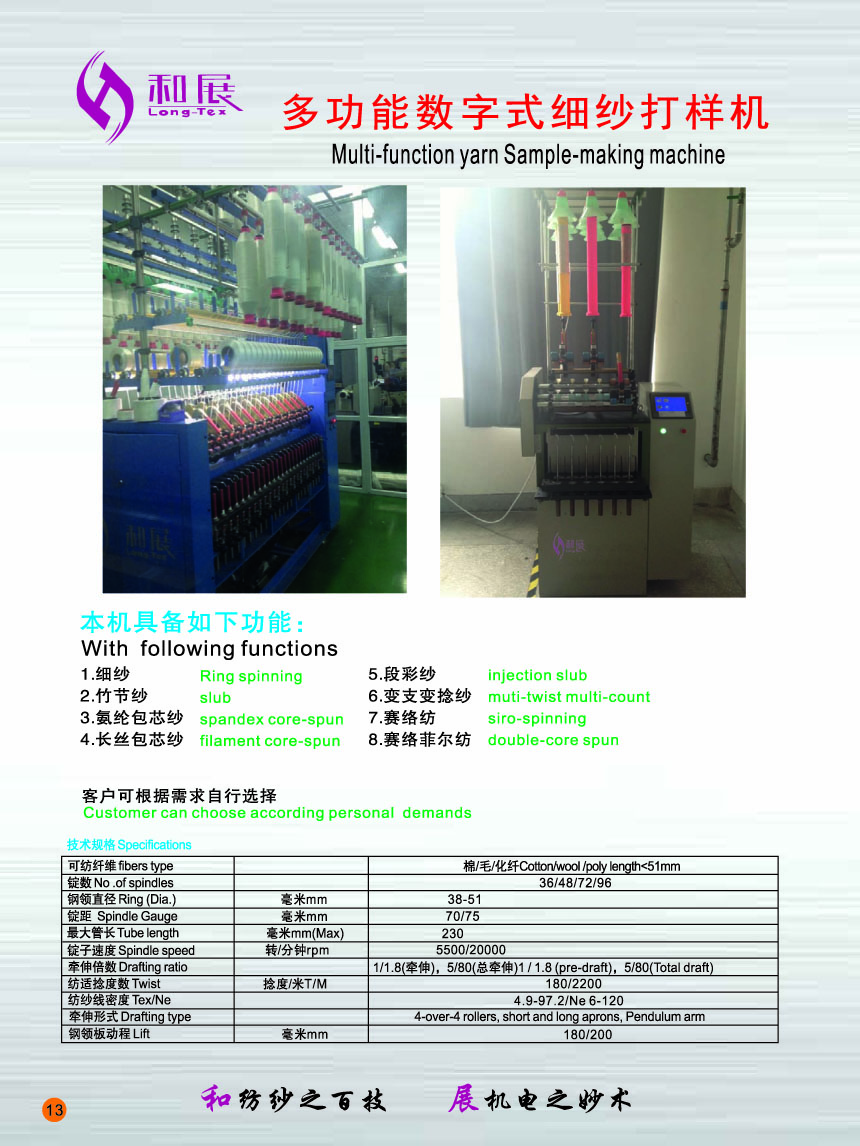 和展
Long-Tex
多功能数字式细纱打样机
Multi-function yarn Sample-making machine
和展
Long-Tex
和展
本机具备如下功能：
With following functions
1.细纱 Ring spinning 5.段彩纱 injection slub
2.竹节纱 slub 6.变支变捻纱 muti-twist multi-count
3.氨纶包芯纱 spandex core-spun 7.赛络纺 siro-spinning
4.长丝包芯纱 filament core-spun 8.赛络菲尔纺 double-core spun
客户可根据需求自行选择
Customer can choose according personal demands
技术规格 Specifications
可纺纤维 fibers type 棉/毛/化纤Cotton/wool /poly length<51mm
锭数 No .of spindles 36/48/72/96
钢领直径 Ring (Dia.) 毫米mm 38-51
锭距 Spindle Gauge 毫米mm 70/75
最大管长 Tube length 毫米mm(Max) 230
锭子速度 Spindle speed 转/分钟rpm 5500/20000
牵伸倍数 Drafting ratio 1/1.8(牵伸)，5/80(总牵伸)1 / 1.8 (pre-draft)，5/80(Total draft)
纺适捻度数 Twist 捻度/米T/M 180/2200
纺纱线密度 Tex/Ne 4.9-97.2/Ne 6-120
牵伸形式 Drafting type 4-over-4 rollers, short and long aprons, Pendulum arm
钢领板动程 Lift 毫米mm 180/200
和纺纱之百技 展机电之妙术
13